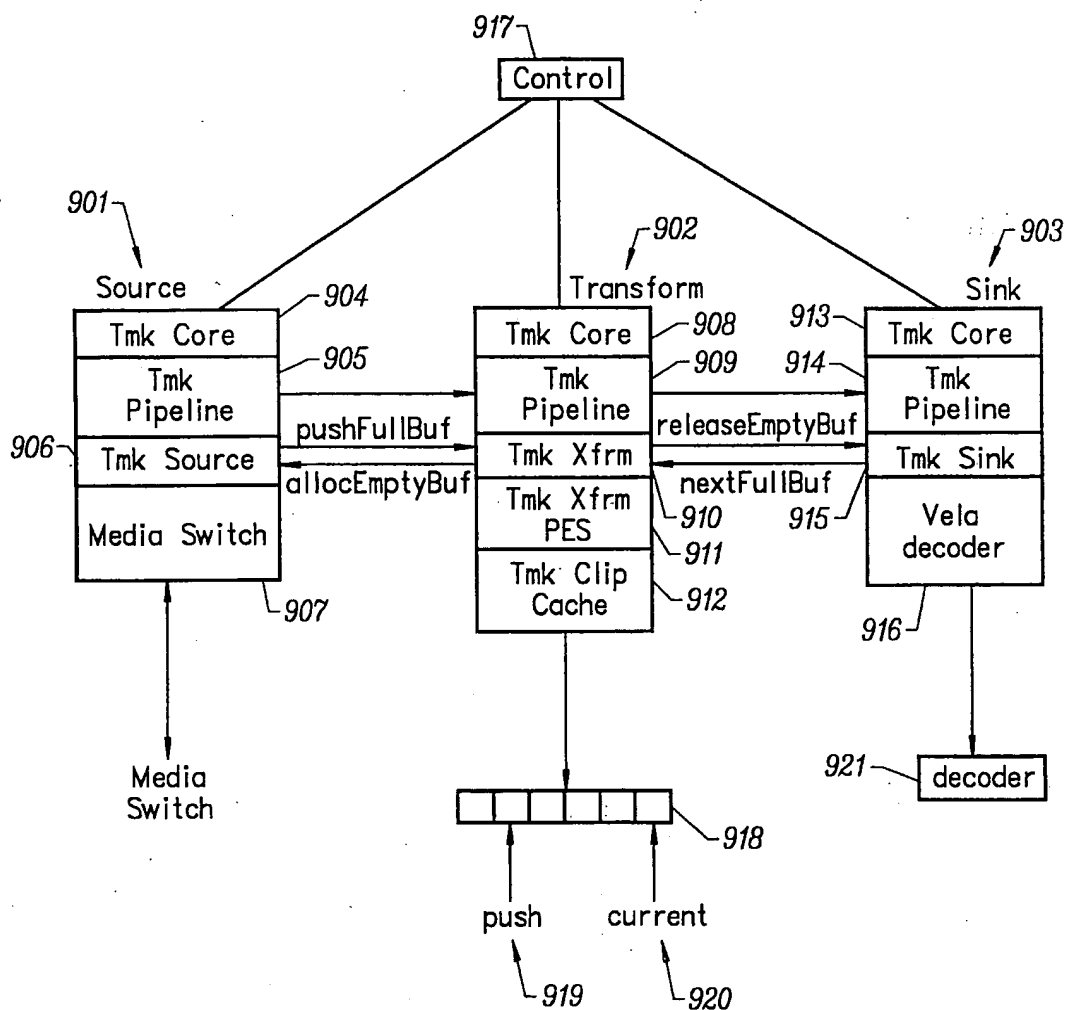 917
Control
901
902
903
Source
Transform
Sink
904
908
913
Tmk Core
Tmk Core
Tmk Core
905
909
914
Tmk
Pipeline
Tmk
Pipeline
Tmk
Pipeline
pushFullBuf
releaseEmptyBuf
906
Tmk Source
Tmk Xfrm
Tmk Sink
allocEmptyBuf
nextFullBuf
910
915
Media Switch
Tmk Xfrm
PES
Vela
decoder
911
Tmk Clip
Cache
912
907
916
Media
Switch
921
decoder
918
push
current
919
920